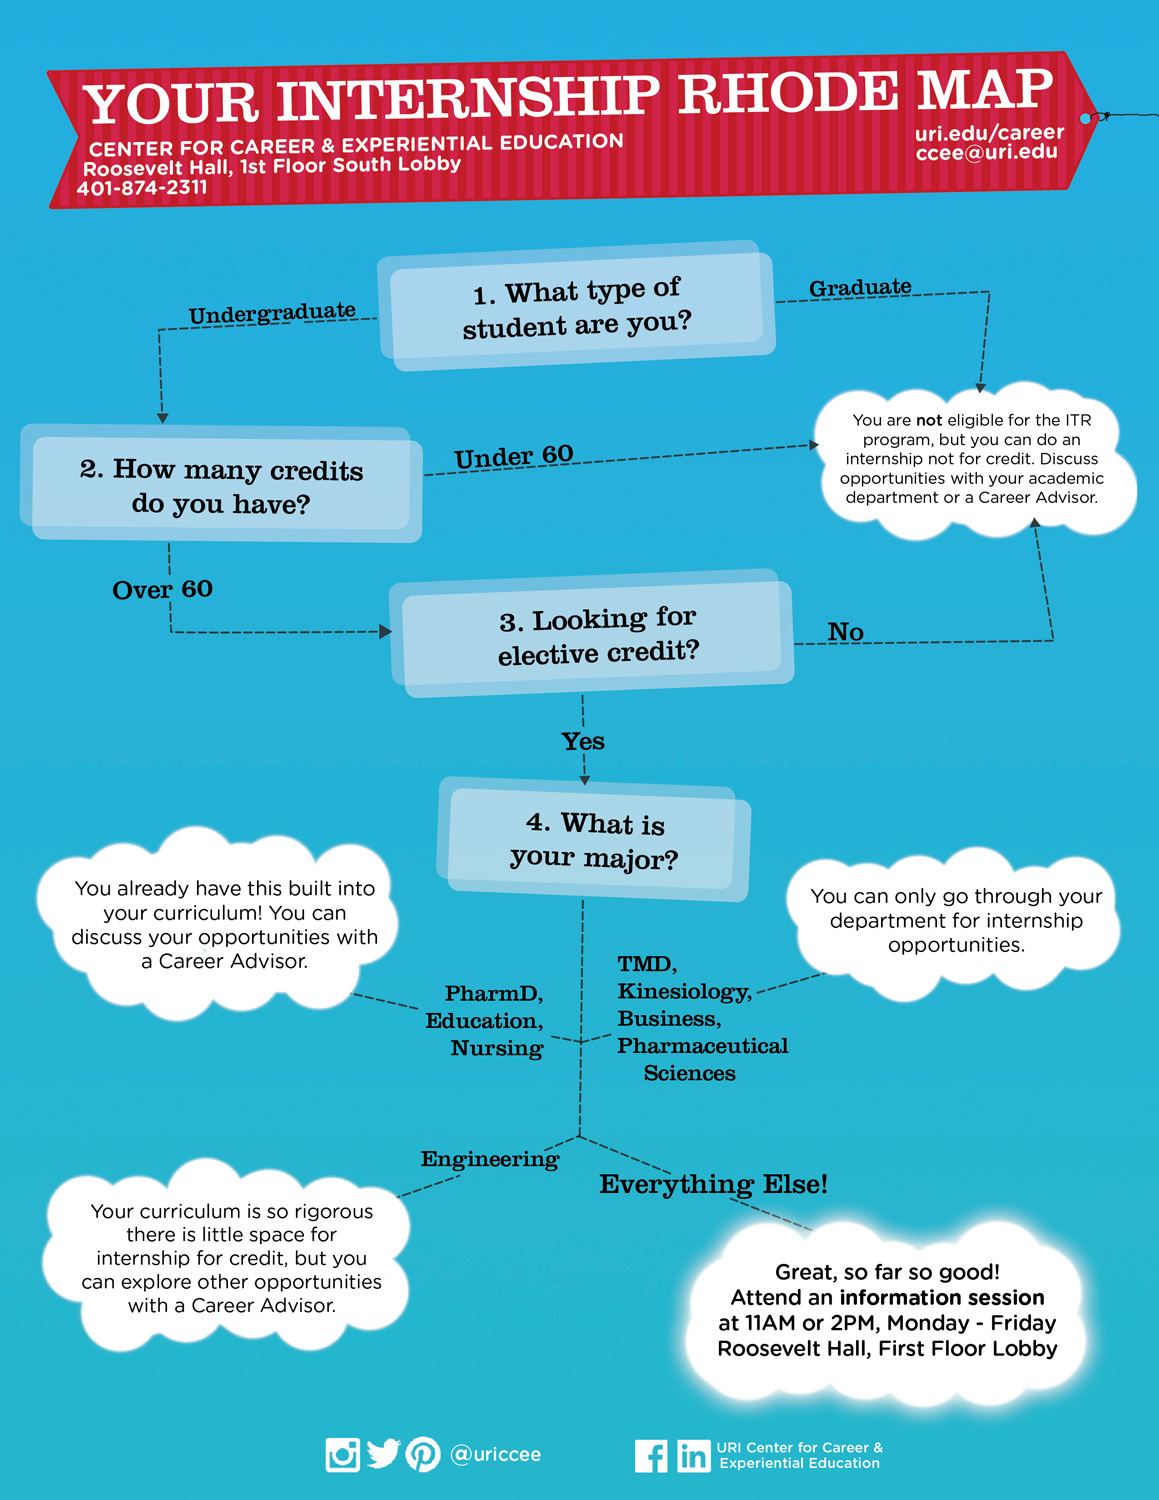 YOUR INTERNSHIP RHODE MAP
CENTER FOR CAREER & EXPERIENTIAL EDUCATION
Roosevelt Hall, 1st Floor South Lobby
401-874-2311
uri.edu/career
ccee@uri.edu
1. What type of
student are you?
Undergraduate
Graduate
You are not eligible for the ITR
program, but you can do an
internship not for credit. Discuss
opportunities with your academic
department or a Career Advisor.
2. How many credits
do you have?
Under 60
Over 60
3. Looking for
elective credit?
No
Yes
4. What is
your major?
You already have this built into
your curriculum! You can
discuss your opportunities with
a Career Advisor.
You can only go through your
department for internship
opportunities.
PharmD,
Education,
Nursing
TMD,
Kinesiology,
Business,
Pharmaceutical
Sciences
Engineering
Everything Else!
Your curriculum is so rigorous
there is little space for
internship for credit, but you
can explore other opportunities
with a Career Advisor.
Great, so far so good!
Attend an information session
at 11AM or 2PM, Monday - Friday
Roosevelt Hall, First Floor Lobby
@uriccee
URI Center for Career &
Experiential Education